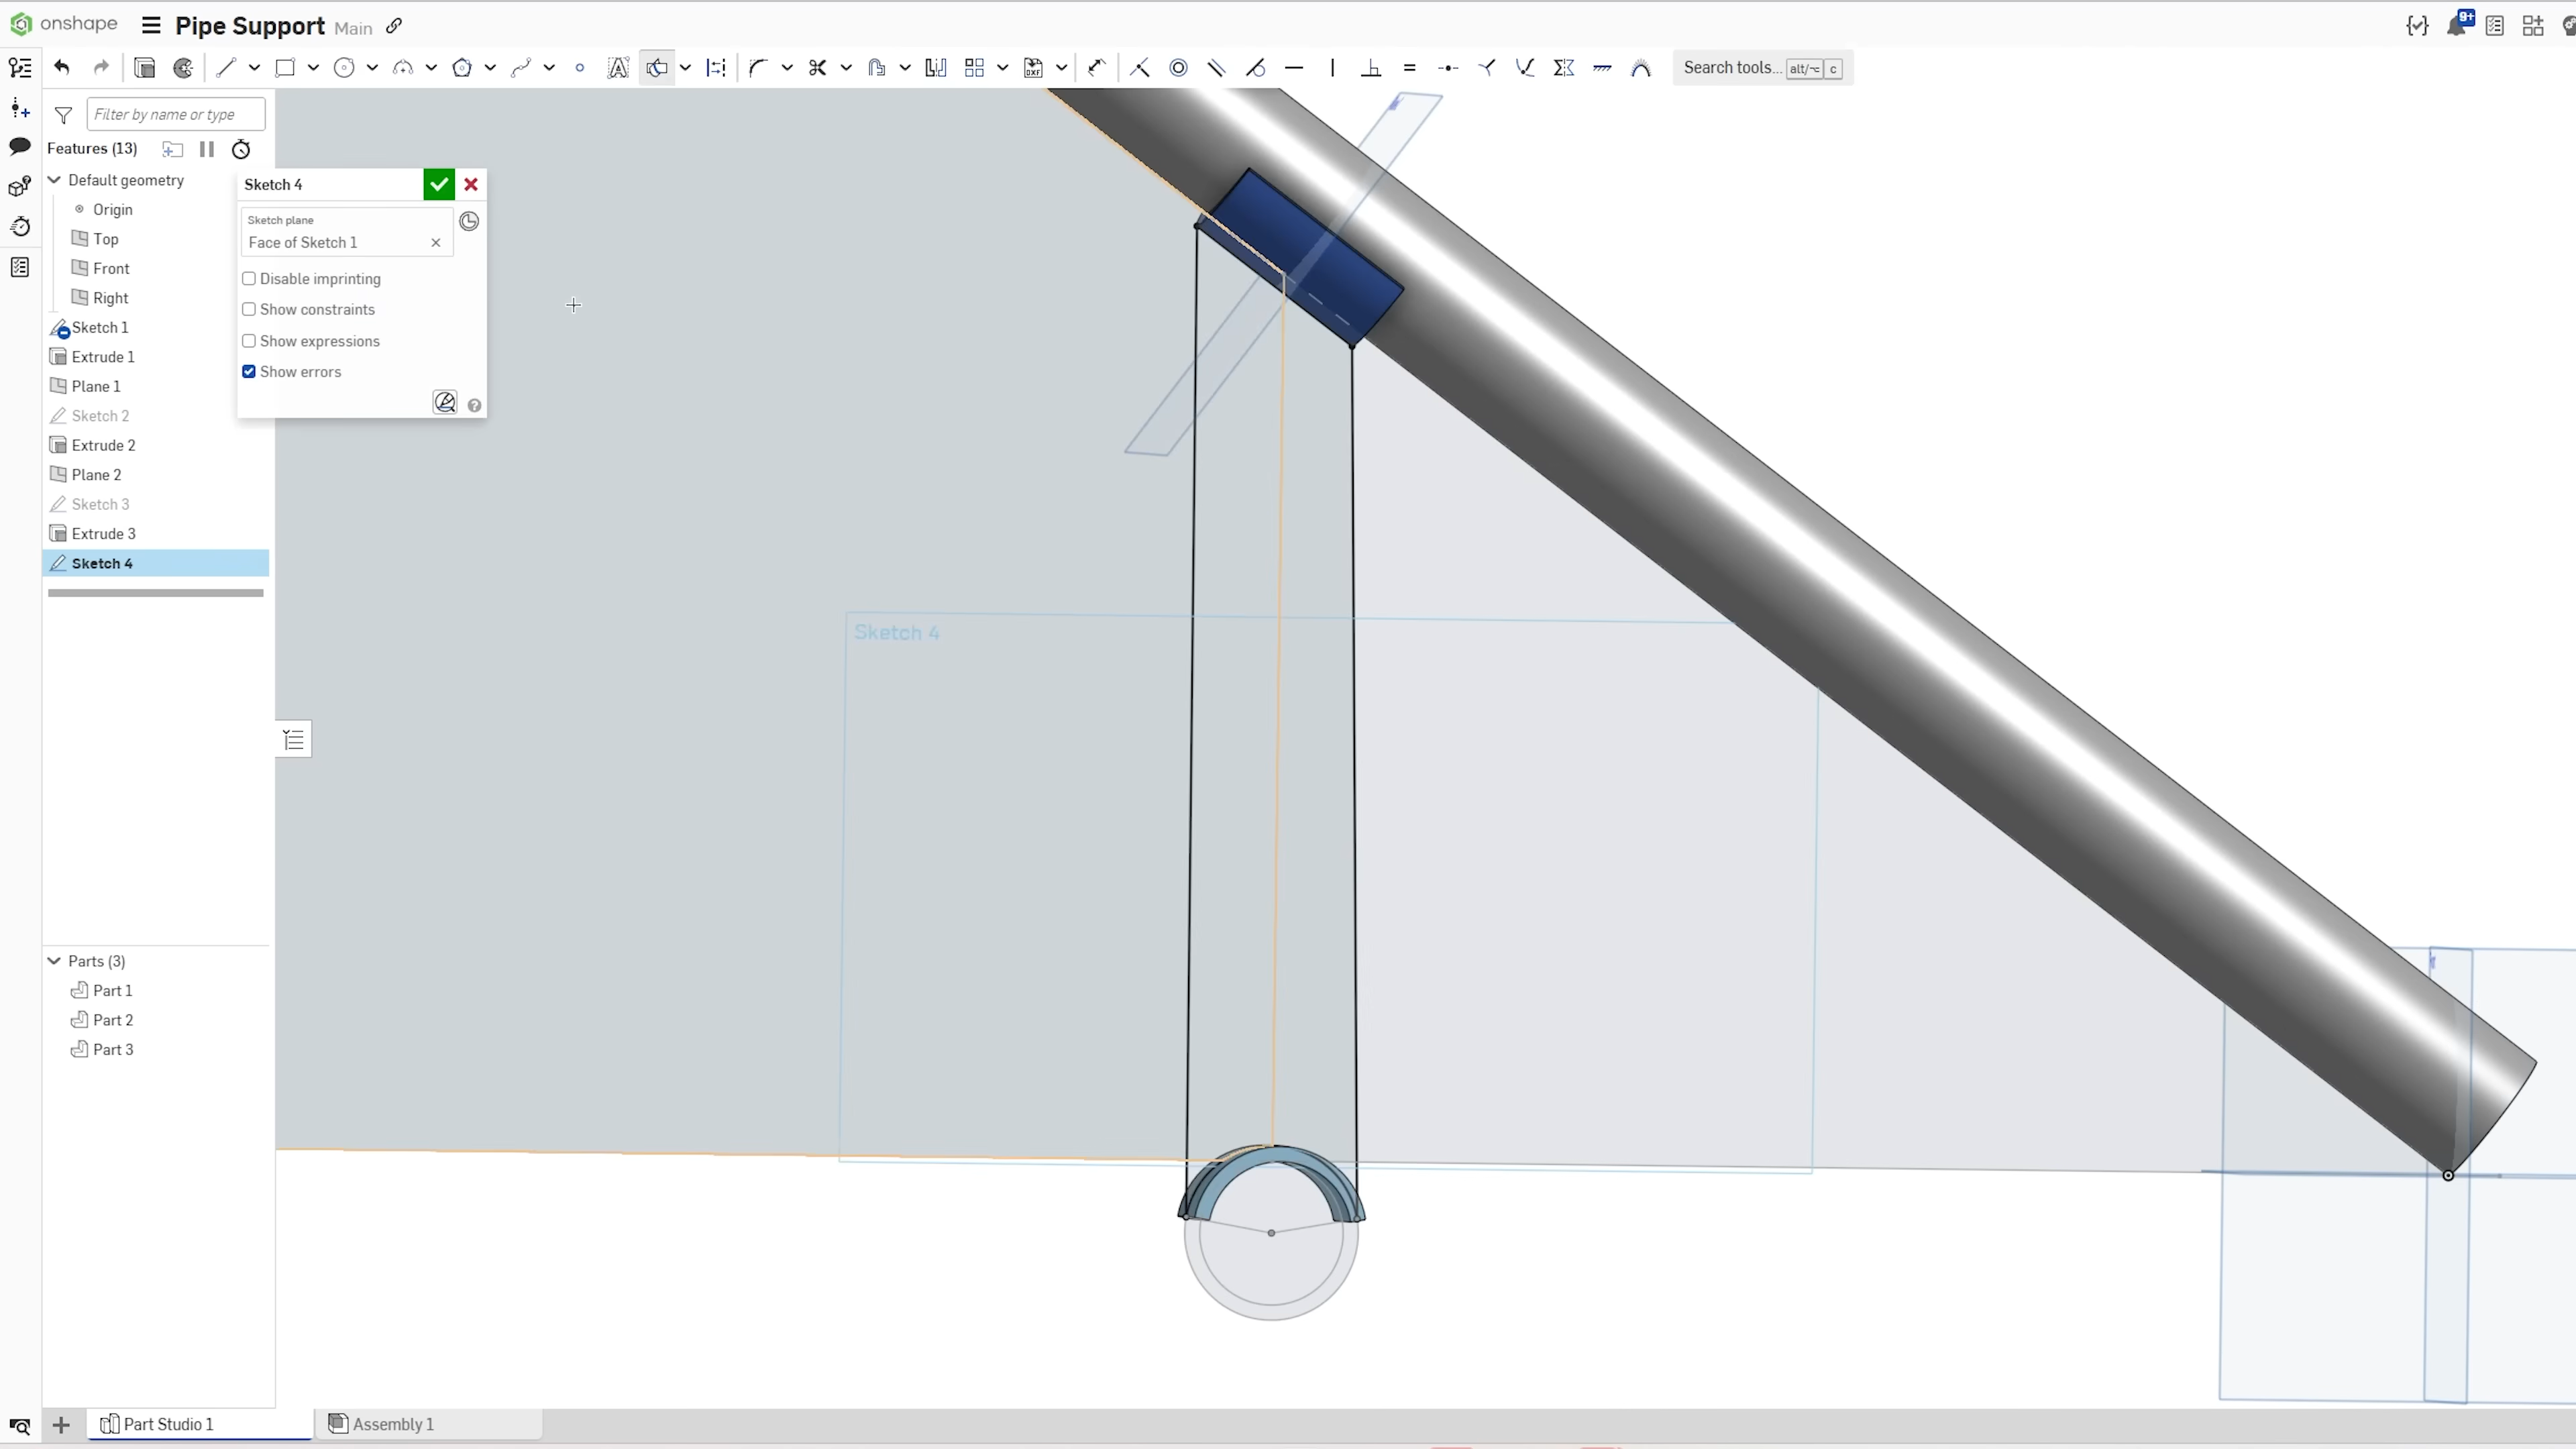 onshape
Pipe Support Main
9+
Search tools... alt/⌥ c
Filter by name or type
Features (13)
Default geometry
Origin
Top
Front
Right
Sketch 1
Extrude 1
Plane 1
Sketch 2
Extrude 2
Plane 2
Sketch 3
Extrude 3
Sketch 4
Sketch 4
Sketch plane
Face of Sketch 1
Disable imprinting
Show constraints
Show expressions
Show errors
Sketch 4
Parts (3)
Part 1
Part 2
Part 3
Part Studio 1
Assembly 1